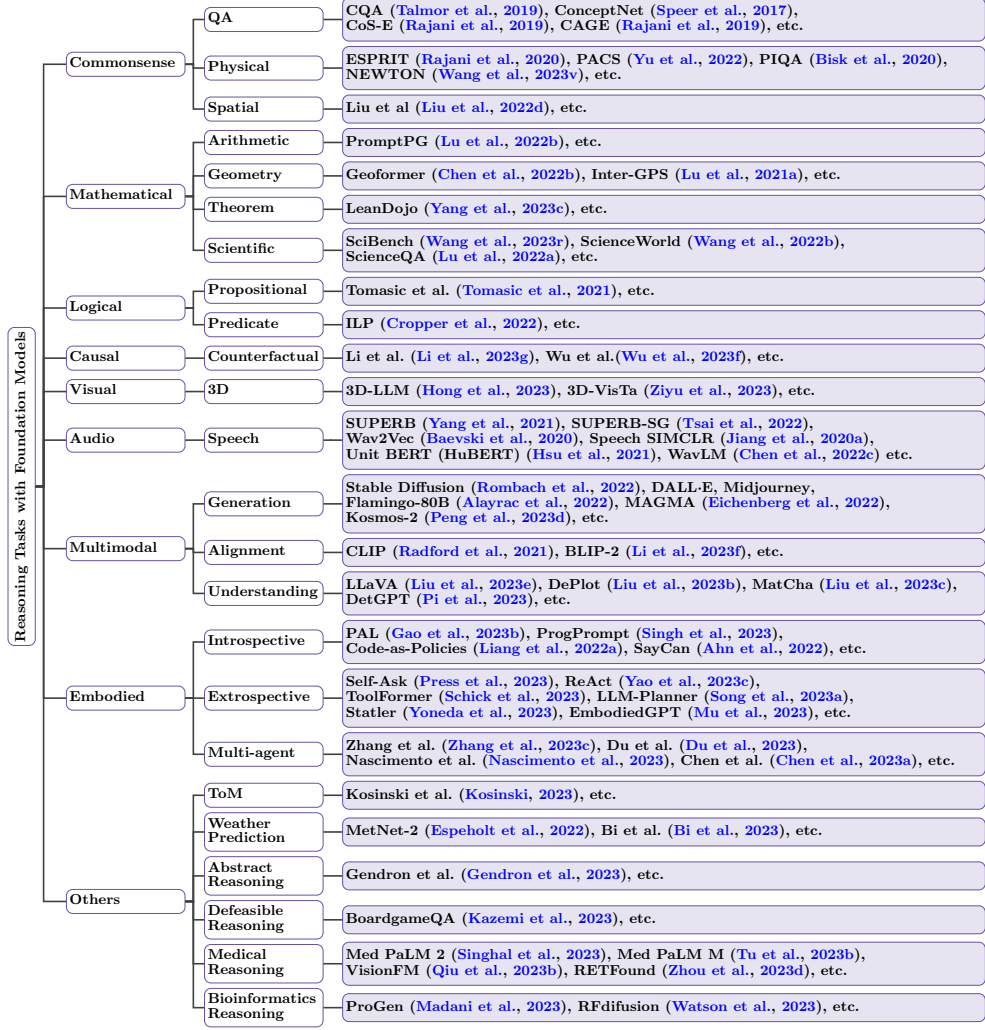 Reasoning Tasks with Foundation Models
Commonsense
QA
CQA (Talmor et al., 2019), ConceptNet (Speer et al., 2017),
CoS-E (Rajani et al., 2019), CAGE (Rajani et al., 2019), etc.
Physical
ESPRIT (Rajani et al., 2020), PACS (Yu et al., 2022), PIQA (Bisk et al., 2020),
NEWTON (Wang et al., 2023v), etc.
Spatial
Liu et al (Liu et al., 2022d), etc.
Mathematical
Arithmetic
PromptPG (Lu et al., 2022b), etc.
Geometry
Geoformer (Chen et al., 2022b), Inter-GPS (Lu et al., 2021a), etc.
Theorem
LeanDojo (Yang et al., 2023c), etc.
Scientific
SciBench (Wang et al., 2023r), ScienceWorld (Wang et al., 2022b),
ScienceQA (Lu et al., 2022a), etc.
Logical
Propositional
Tomasic et al. (Tomasic et al., 2021), etc.
Predicate
ILP (Cropper et al., 2022), etc.
Causal
Counterfactual
Li et al. (Li et al., 2023g), Wu et al.(Wu et al., 2023f), etc.
Visual
3D
3D-LLM (Hong et al., 2023), 3D-VisTa (Ziyu et al., 2023), etc.
Audio
Speech
SUPERB (Yang et al., 2021), SUPERB-SG (Tsai et al., 2022),
Wav2Vec (Baevski et al., 2020), Speech SIMCLR (Jiang et al., 2020a),
Unit BERT (HuBERT) (Hsu et al., 2021), WavLM (Chen et al., 2022c) etc.
Multimodal
Generation
Stable Diffusion (Rombach et al., 2022), DALL·E, Midjourney,
Flamingo-80B (Alayrac et al., 2022), MAGMA (Eichenberg et al., 2022),
Kosmos-2 (Peng et al., 2023d), etc.
Alignment
CLIP (Radford et al., 2021), BLIP-2 (Li et al., 2023f), etc.
Understanding
LLaVA (Liu et al., 2023e), DePlot (Liu et al., 2023b), MatCha (Liu et al., 2023c),
DetGPT (Pi et al., 2023), etc.
Embodied
Introspective
PAL (Gao et al., 2023b), ProgPrompt (Singh et al., 2023),
Code-as-Policies (Liang et al., 2022a), SayCan (Ahn et al., 2022), etc.
Extrospective
Self-Ask (Press et al., 2023), ReAct (Yao et al., 2023c),
ToolFormer (Schick et al., 2023), LLM-Planner (Song et al., 2023a),
Statler (Yoneda et al., 2023), EmbodiedGPT (Mu et al., 2023), etc.
Multi-agent
Zhang et al. (Zhang et al., 2023c), Du et al. (Du et al., 2023),
Nascimento et al. (Nascimento et al., 2023), Chen et al. (Chen et al., 2023a), etc.
Others
ToM
Kosinski et al. (Kosinski, 2023), etc.
Weather
Prediction
MetNet-2 (Espeholt et al., 2022), Bi et al. (Bi et al., 2023), etc.
Abstract
Reasoning
Gendron et al. (Gendron et al., 2023), etc.
Defeasible
Reasoning
BoardgameQA (Kazemi et al., 2023), etc.
Medical
Reasoning
Med PaLM 2 (Singhal et al., 2023), Med PaLM M (Tu et al., 2023b),
VisionFM (Qiu et al., 2023b), RETFound (Zhou et al., 2023d), etc.
Bioinformatics
Reasoning
ProGen (Madani et al., 2023), RFdifusion (Watson et al., 2023), etc.